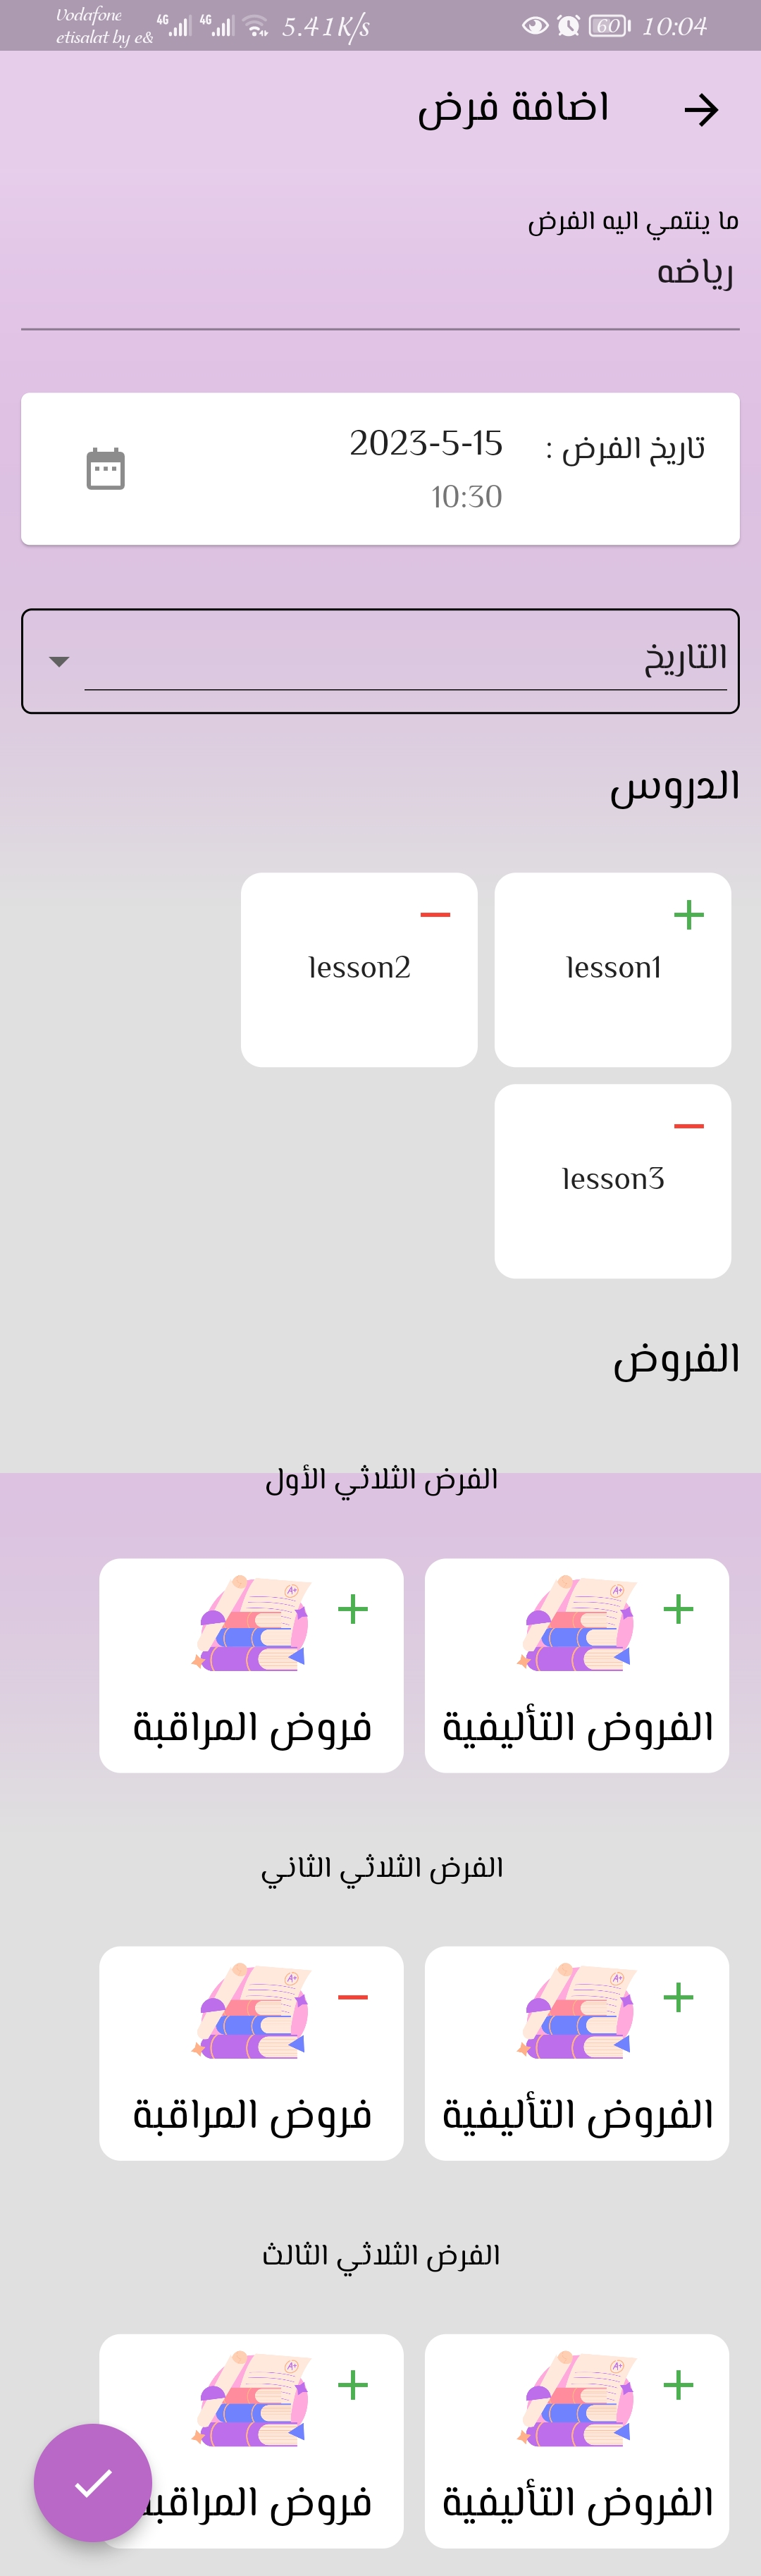 Vodafone
etisalat by e&
4G 4G 5.41K/s 60 10:04
اضافة فرض
ما ينتمي اليه الفرض
رياضه
تاريخ الفرض : 2023-5-15
10:30
التاريخ
الدروس
lesson1 lesson2
lesson3
الفروض
الفرض الثلاثي الأول
A+ A+
الفروض التأليفية فروض المراقبة
الفرض الثلاثي الثاني
A+ A+
الفروض التأليفية فروض المراقبة
الفرض الثلاثي الثالث
A+ A+
الفروض التأليفية فروض المراقبة